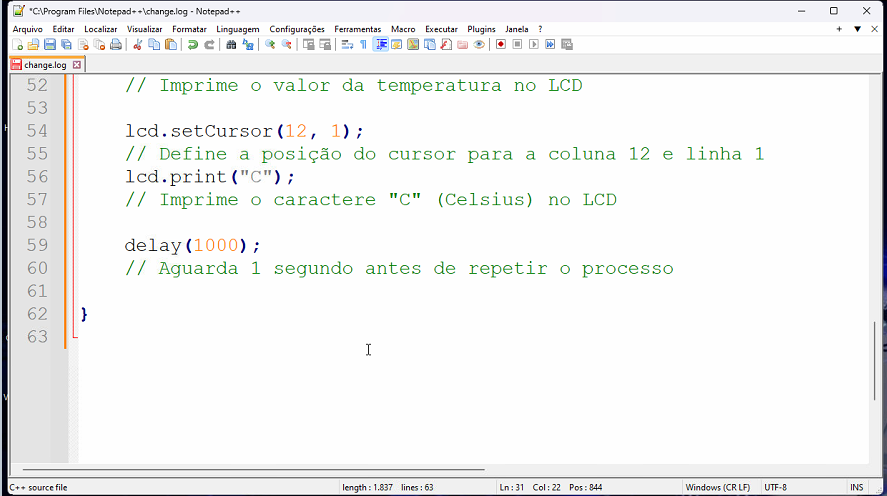 *C:\Program Files\Notepad++\change.log - Notepad++
Arquivo Editar Localizar Visualizar Formatar Linguagem Configurações Ferramentas Macro Executar Plugins Janela ?
change.log
52 // Imprime o valor da temperatura no LCD
53
54 lcd.setCursor(12, 1);
55 // Define a posição do cursor para a coluna 12 e linha 1
56 lcd.print("C");
57 // Imprime o caractere "C" (Celsius) no LCD
58
59 delay(1000);
60 // Aguarda 1 segundo antes de repetir o processo
61
62 }
63
C++ source file length : 1.837 lines : 63 Ln : 31 Col : 22 Pos : 844 Windows (CR LF) UTF-8 INS